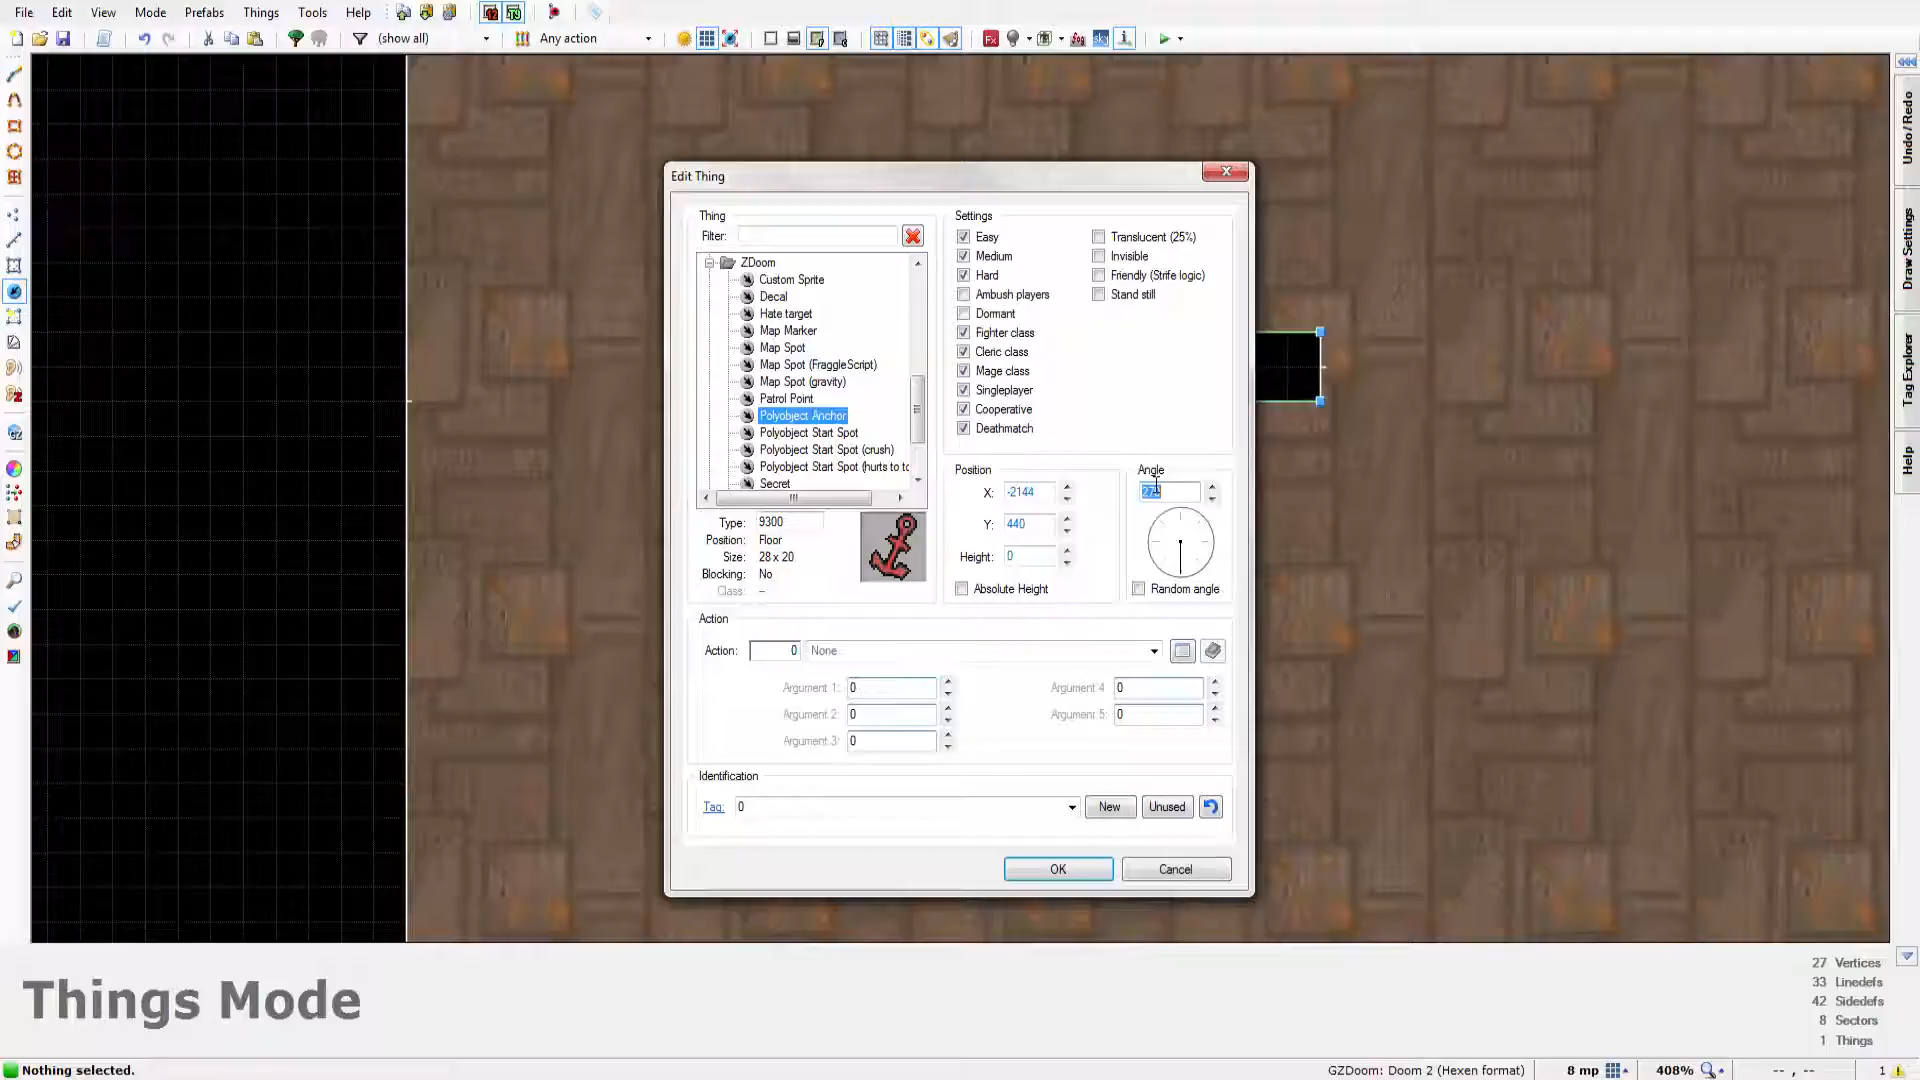 File Edit View Mode Prefabs Things Tools Help
(show all) Any action
Edit Thing
Thing
Filter:
ZDoom
Custom Sprite
Decal
Hate target
Map Marker
Map Spot
Map Spot (FraggleScript)
Map Spot (gravity)
Patrol Point
Polyobject Anchor
Polyobject Start Spot
Polyobject Start Spot (crush)
Polyobject Start Spot (hurts to to
Secret
Type: 9300
Position: Floor
Size: 28 x 20
Blocking: No
Class: –
Settings
Easy Translucent (25%)
Medium Invisible
Hard Friendly (Strife logic)
Ambush players Stand still
Dormant
Fighter class
Cleric class
Mage class
Singleplayer
Cooperative
Deathmatch
Position
X: -2144
Y: 440
Height: 0
Absolute Height
Angle
Random angle
Action
Action: 0 None
Argument 1: 0 Argument 4 0
Argument 2: 0 Argument 5: 0
Argument 3: 0
Identification
Tag: 0 New Unused
OK Cancel
Undo / Redo
Draw Settings
Tag Explorer
Help
Things Mode
27 Vertices
33 Linedefs
42 Sidedefs
8 Sectors
1 Things
Nothing selected. GZDoom: Doom 2 (Hexen format) 8 mp 408% -- , -- 1